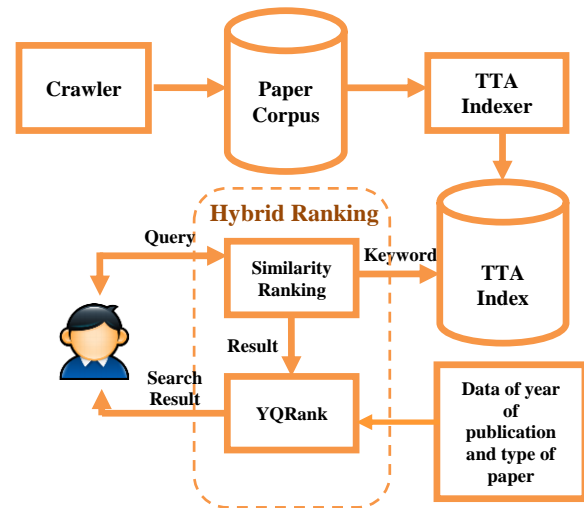 Crawler
Paper
Corpus
TTA
Indexer
Hybrid Ranking
Query
Similarity
Ranking
Keyword
TTA
Index
Result
Search
Result
YQRank
Data of year
of
publication
and type of
paper